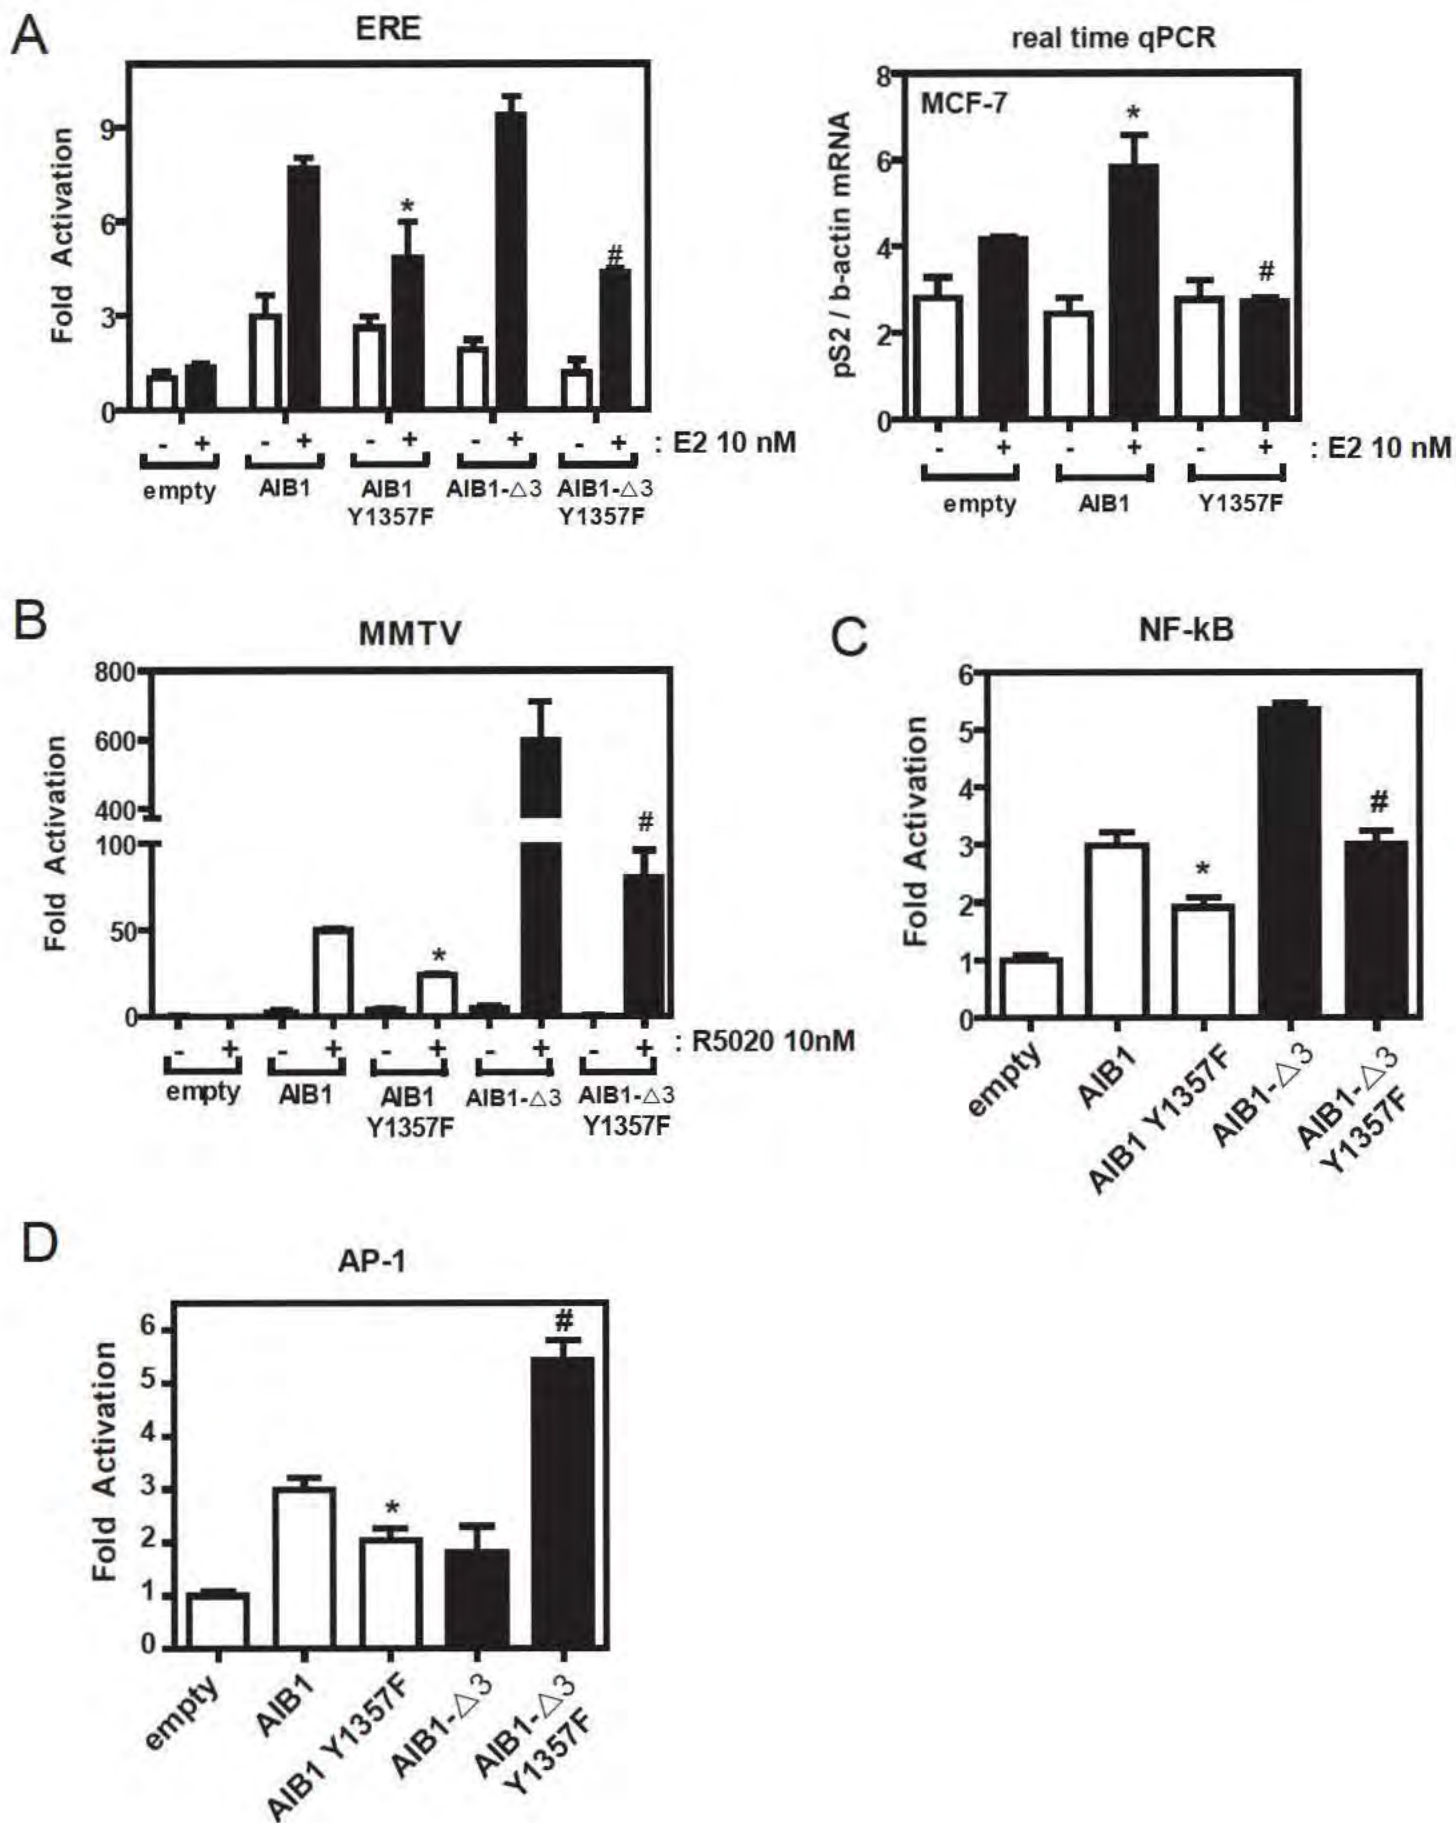 A
ERE
Fold Activation
9
6
3
0
*
#
- + - + - + - + - + : E2 10 nM
empty AIB1 AIB1 AIB1-△3 AIB1-△3
Y1357F Y1357F
real time qPCR
MCF-7
pS2 / b-actin mRNA
8
6
4
2
0
*
#
- + - + - + : E2 10 nM
empty AIB1 Y1357F
B
MMTV
Fold Activation
800
600
400
100
50
0
*
#
- + - + - + - + - + : R5020 10nM
empty AIB1 AIB1 AIB1-△3 AIB1-△3
Y1357F Y1357F
C
NF-kB
Fold Activation
6
5
4
3
2
1
0
*
#
empty
AIB1
AIB1 Y1357F
AIB1-△3
AIB1-△3
Y1357F
D
AP-1
Fold Activation
6
5
4
3
2
1
0
*
#
empty
AIB1
AIB1 Y1357F
AIB1-△3
AIB1-△3
Y1357F